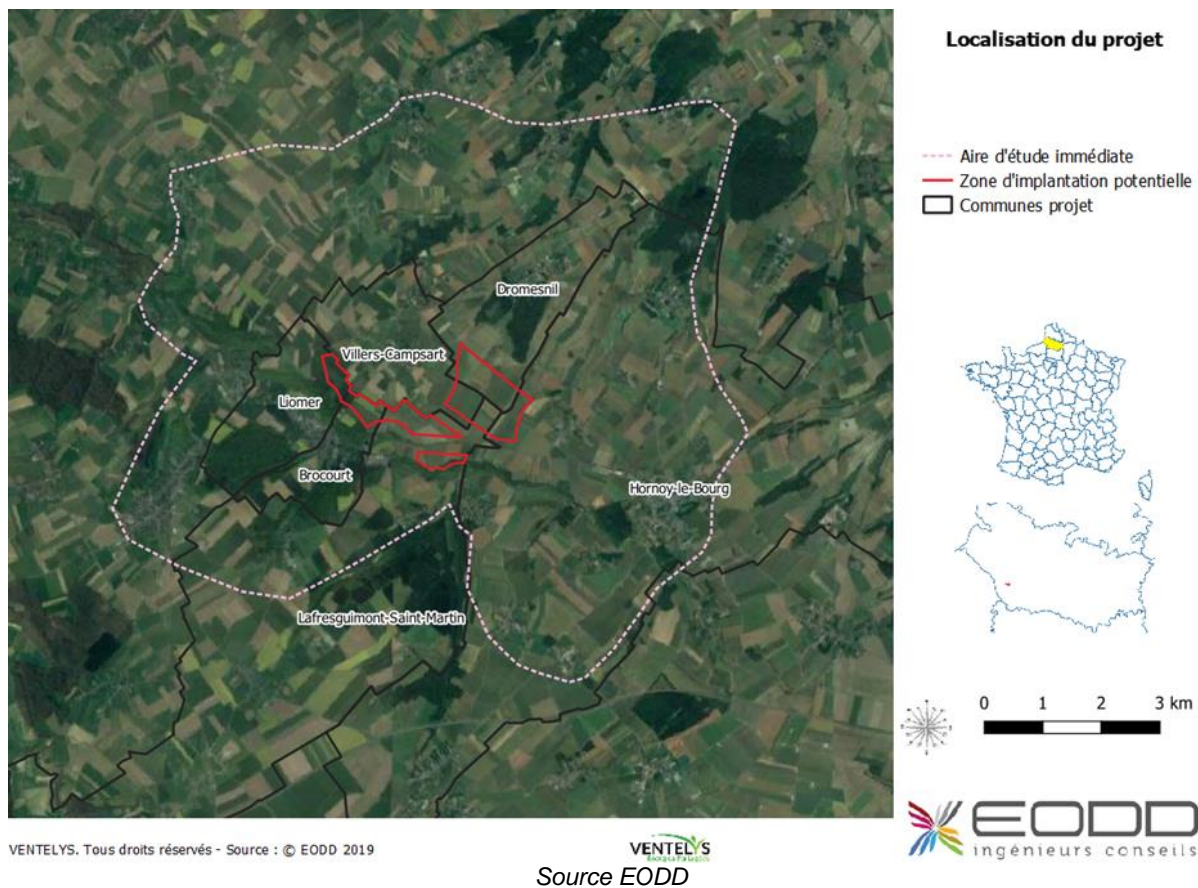 Localisation du projet
Aire d'étude immédiate
Zone d'implantation potentielle
Communes projet
Dromesnil
Villers-Campsart
Liomer
Brocourt
Hornoy-le-Bourg
Lafresguimont-Saint-Martin
0 1 2 3 km
EODD
ingénieurs conseils
VENTELYS. Tous droits réservés - Source : © EODD 2019
VENTELYS
Source EODD